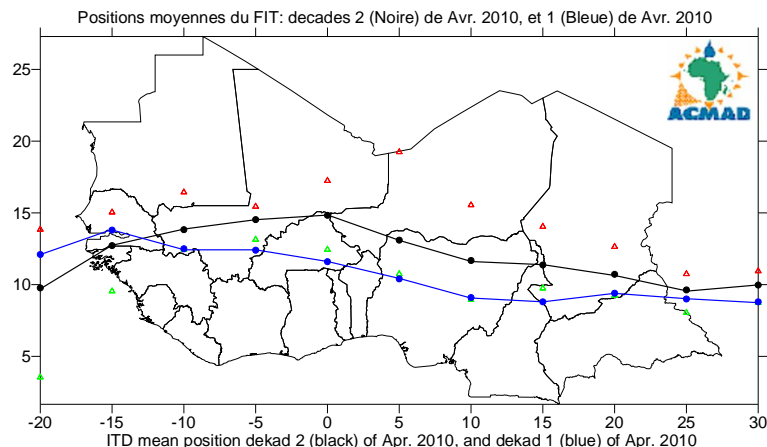 Positions moyennes du FIT: decades 2 (Noire) de Avr. 2010, et 1 (Bleue) de Avr. 2010
ACMAD
25
20
15
10
5
-20 -15 -10 -5 0 5 10 15 20 25 30
ITD mean position dekad 2 (black) of Apr. 2010, and dekad 1 (blue) of Apr. 2010